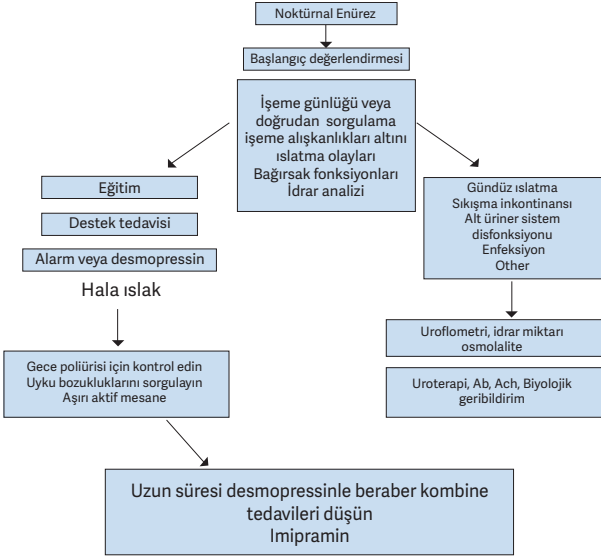 Noktürnal Enürez
Başlangıç değerlendirmesi
İşeme günlüğü veya
doğrudan sorgulama
işeme alışkanlıkları altını
ıslatma olayları
Bağırsak fonksiyonları
İdrar analizi
Eğitim
Destek tedavisi
Alarm veya desmopressin
Hala ıslak
Gece poliürisi için kontrol edin
Uyku bozukluklarını sorgulayın
Aşırı aktif mesane
Gündüz ıslatma
Sıkışma inkontinansı
Alt üriner sistem
disfonksiyonu
Enfeksiyon
Other
Uroflometri, idrar miktarı
osmolalite
Uroterapi, Ab, Ach, Biyolojik
geribildirim
Uzun süresi desmopressinle beraber kombine
tedavileri düşün
Imipramin